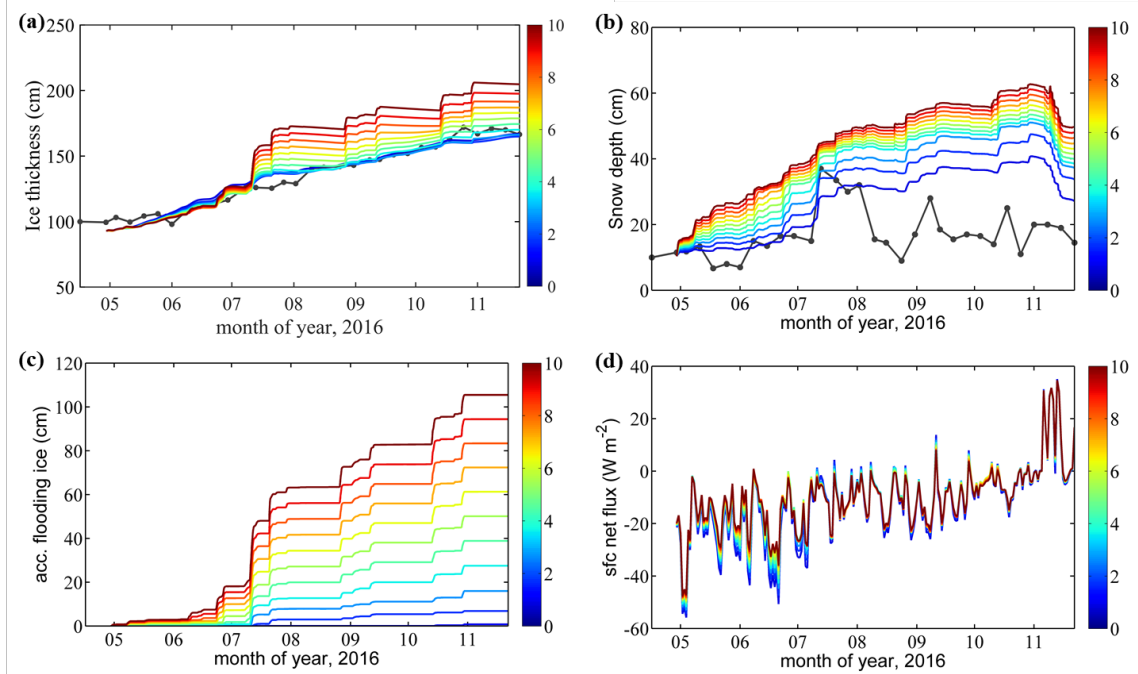 (a)
250
200
150
100
50
Ice thickness (cm)
05 06 07 08 09 10 11
month of year, 2016
10
8
6
4
2
0
(b)
80
60
40
20
0
Snow depth (cm)
05 06 07 08 09 10 11
month of year, 2016
10
8
6
4
2
0
(c)
120
100
80
60
40
20
0
acc. flooding ice (cm)
05 06 07 08 09 10 11
month of year, 2016
10
8
6
4
2
0
(d)
40
20
0
-20
-40
-60
sfc net flux (W m-2)
05 06 07 08 09 10 11
month of year, 2016
10
8
6
4
2
0